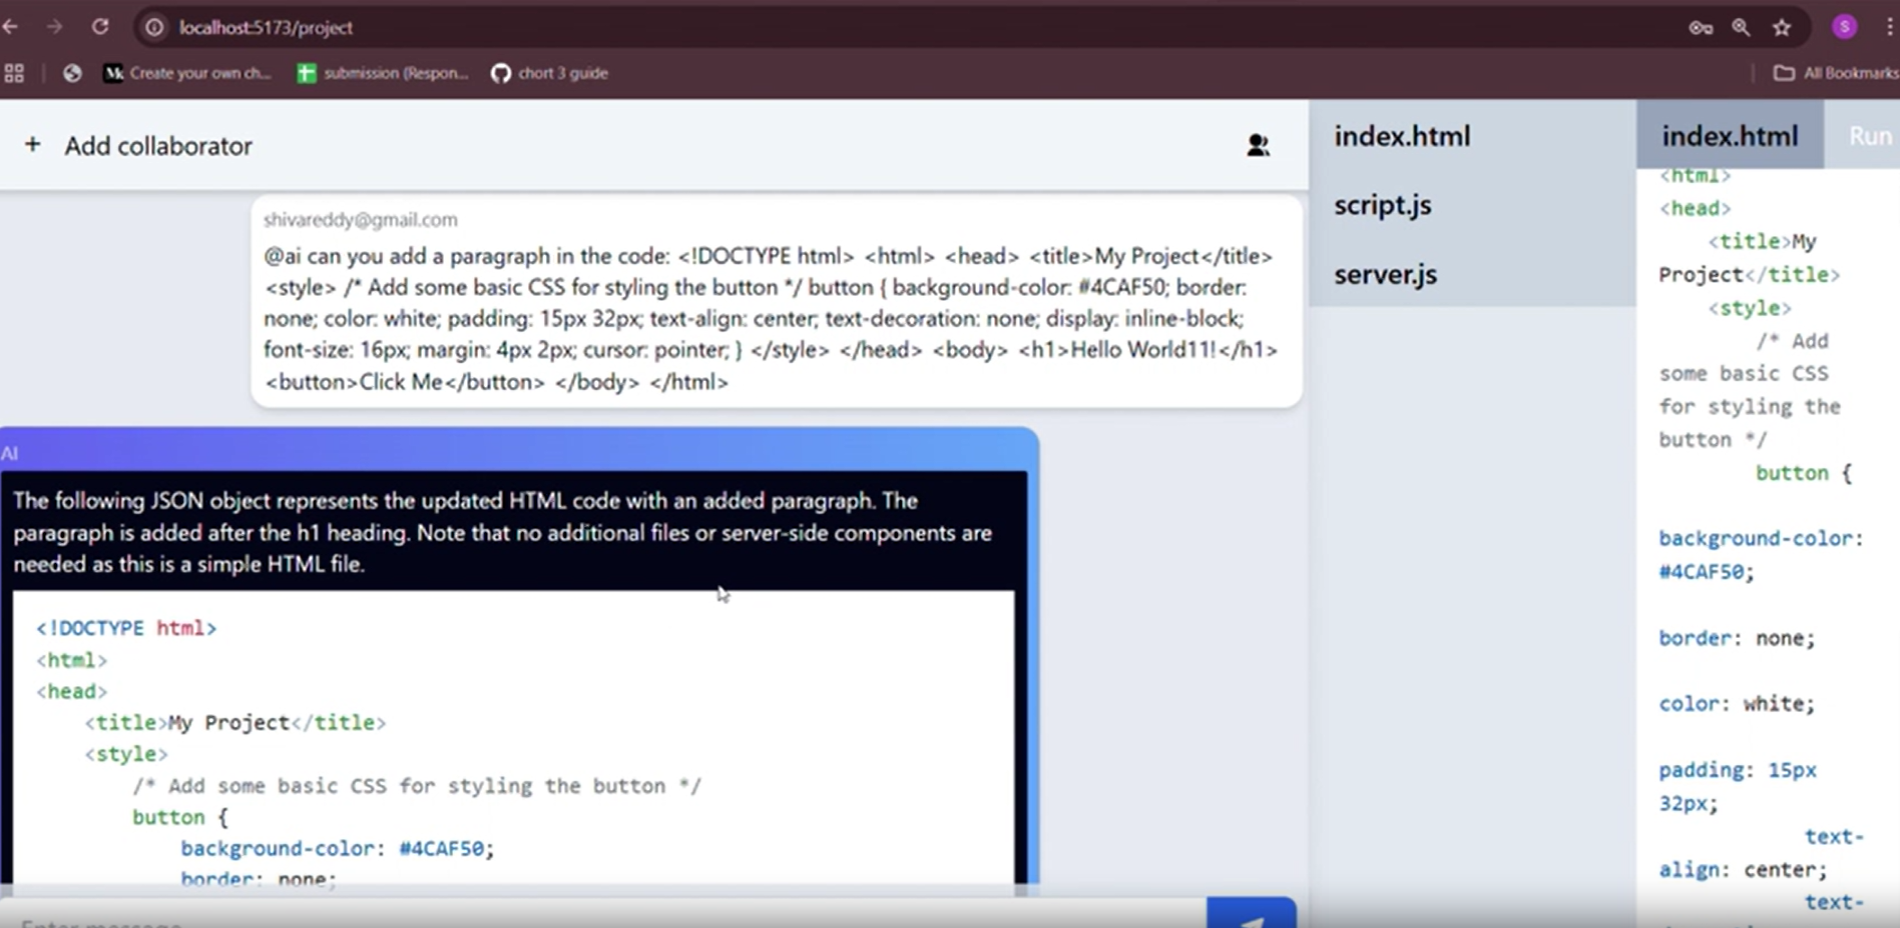 localhost:5173/project
S
Create your own ch...
submission (Respon...
chort 3 guide
All Bookmarks
+ Add collaborator
shivareddy@gmail.com
@ai can you add a paragraph in the code: <!DOCTYPE html> <html> <head> <title>My Project</title>
<style> /* Add some basic CSS for styling the button */ button { background-color: #4CAF50; border:
none; color: white; padding: 15px 32px; text-align: center; text-decoration: none; display: inline-block;
font-size: 16px; margin: 4px 2px; cursor: pointer; } </style> </head> <body> <h1>Hello World11!</h1>
<button>Click Me</button> </body> </html>
AI
The following JSON object represents the updated HTML code with an added paragraph. The
paragraph is added after the h1 heading. Note that no additional files or server-side components are
needed as this is a simple HTML file.
<!DOCTYPE html>
<html>
<head>
<title>My Project</title>
<style>
/* Add some basic CSS for styling the button */
button {
background-color: #4CAF50;
border: none;
Enter message
index.html
script.js
server.js
index.html
Run
<html>
<head>
<title>My
Project</title>
<style>
/* Add
some basic CSS
for styling the
button */
button {
background-color:
#4CAF50;
border: none;
color: white;
padding: 15px
32px;
text-
align: center;
text-